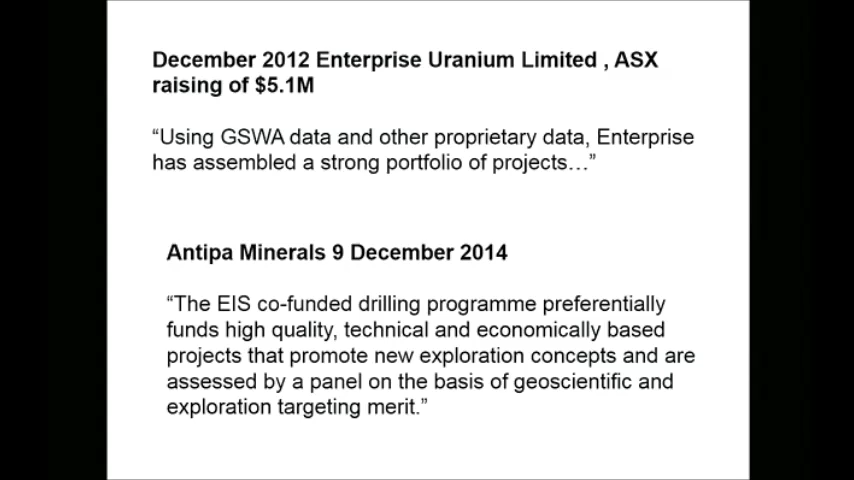 December 2012 Enterprise Uranium Limited , ASX
raising of $5.1M
“Using GSWA data and other proprietary data, Enterprise
has assembled a strong portfolio of projects…”
Antipa Minerals 9 December 2014
“The EIS co-funded drilling programme preferentially
funds high quality, technical and economically based
projects that promote new exploration concepts and are
assessed by a panel on the basis of geoscientific and
exploration targeting merit.”